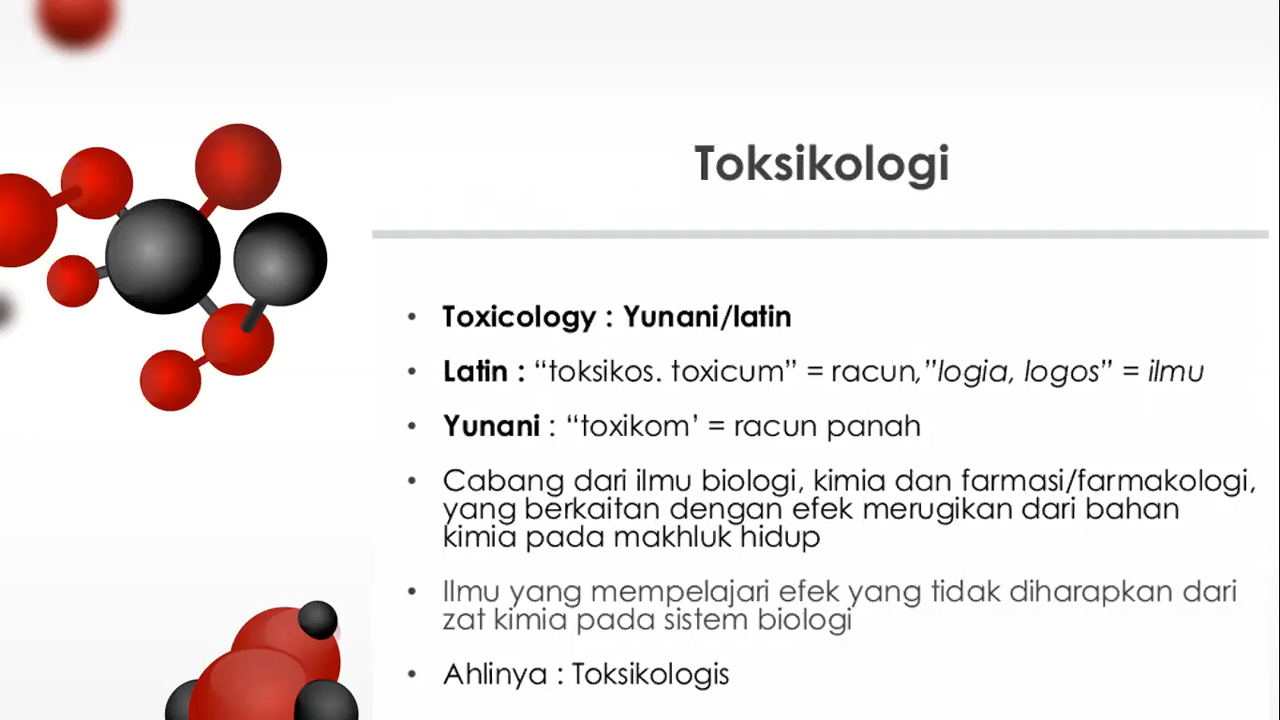 Toksikologi
• Toxicology : Yunani/latin
• Latin : “toksikos. toxicum” = racun,”logia, logos” = ilmu
• Yunani : “toxikom’ = racun panah
• Cabang dari ilmu biologi, kimia dan farmasi/farmakologi,
yang berkaitan dengan efek merugikan dari bahan
kimia pada makhluk hidup
• Ilmu yang mempelajari efek yang tidak diharapkan dari
zat kimia pada sistem biologi
• Ahlinya : Toksikologis